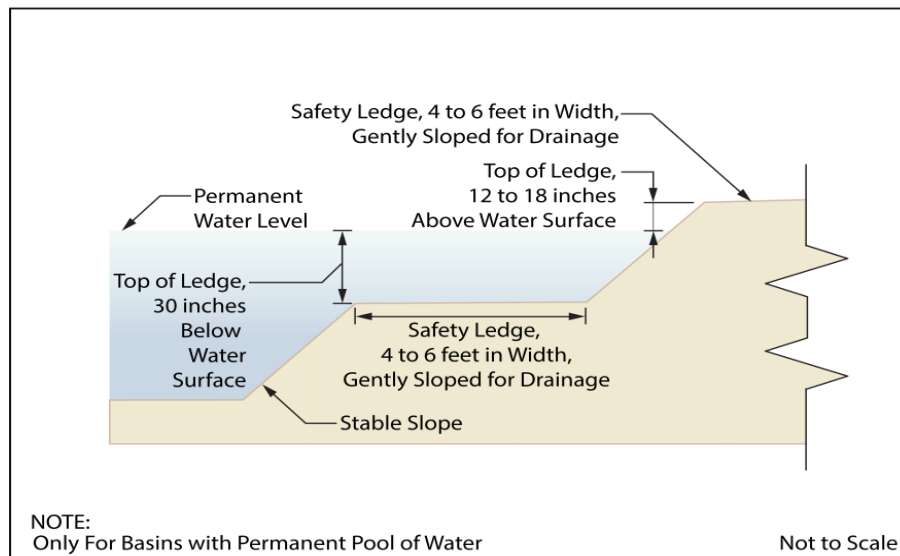 Safety Ledge, 4 to 6 feet in Width,
Gently Sloped for Drainage
Top of Ledge,
12 to 18 inches
Above Water Surface
Permanent
Water Level
Top of Ledge,
30 inches
Below
Water
Surface
Safety Ledge,
4 to 6 feet in Width,
Gently Sloped for Drainage
Stable Slope
NOTE:
Only For Basins with Permanent Pool of Water
Not to Scale